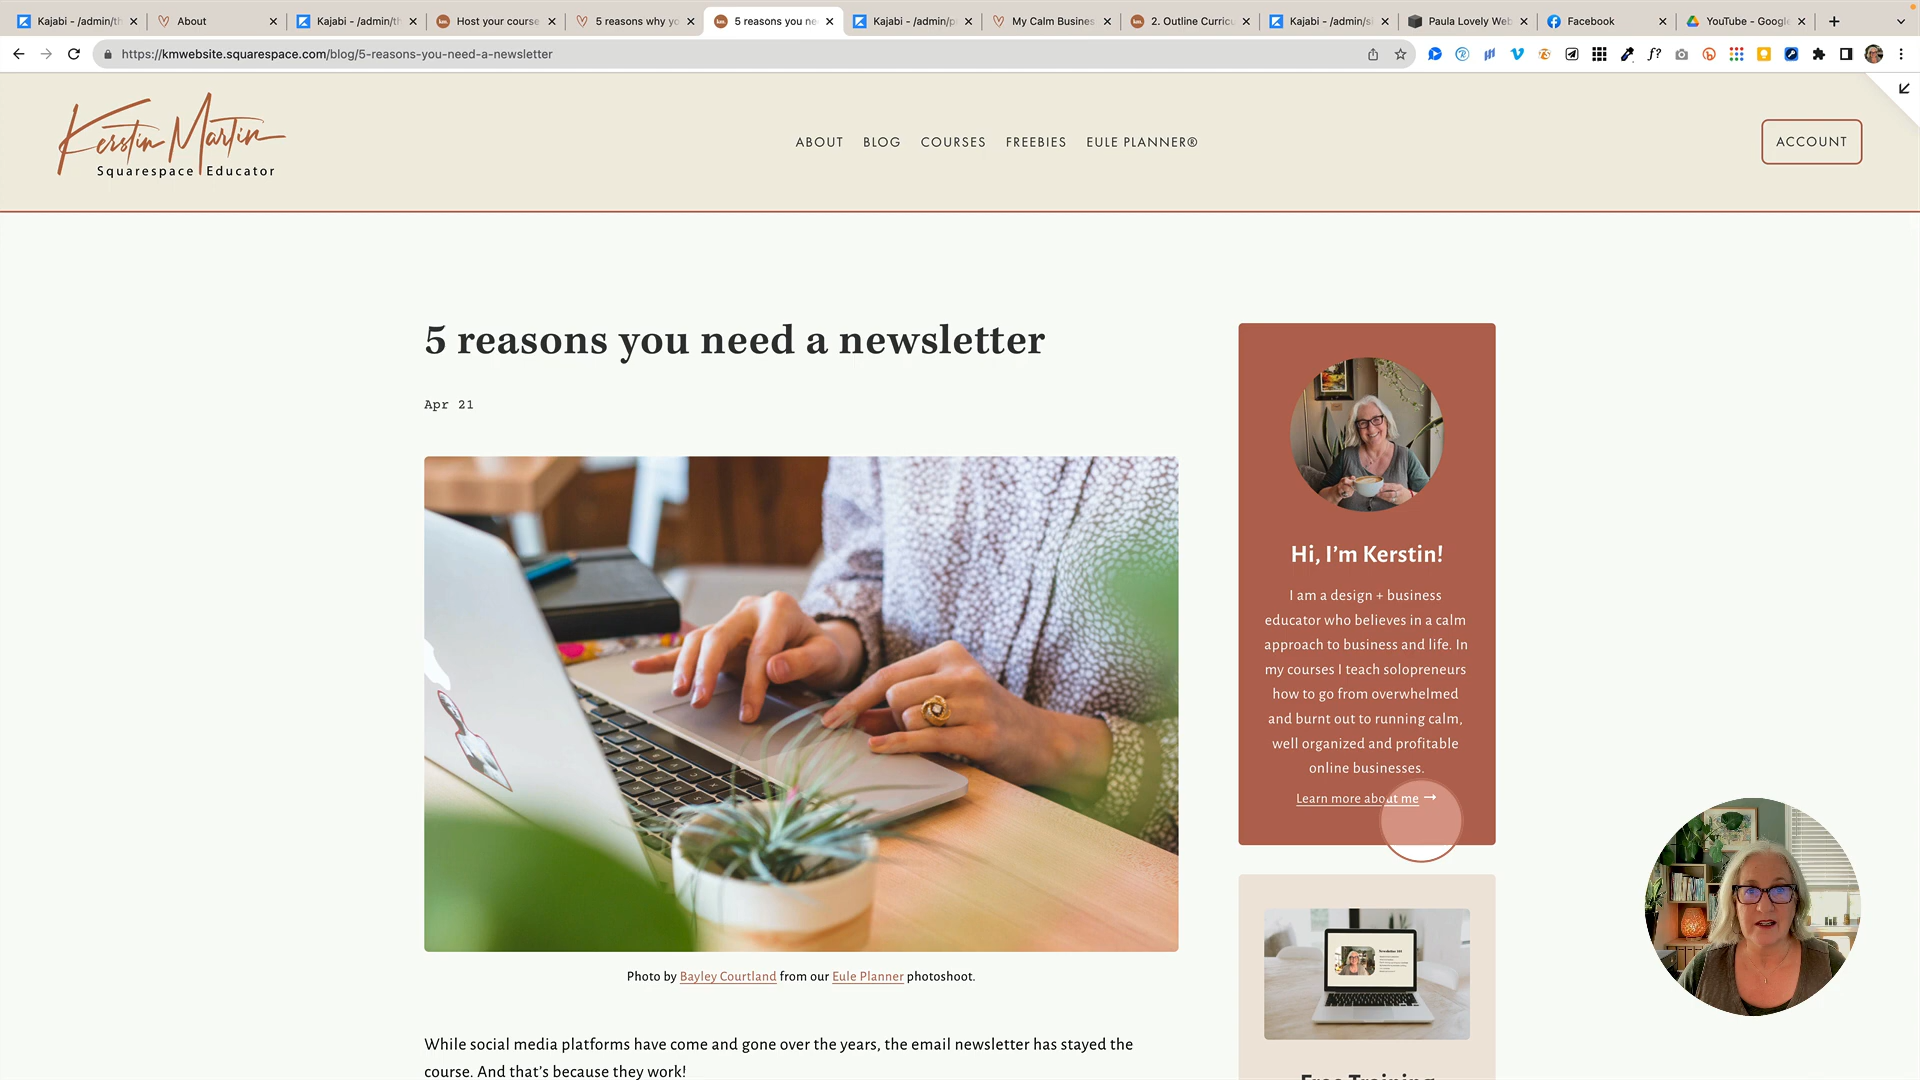 Kajabi - /admin/th
About
Kajabi - /admin/th
Host your course
5 reasons why yo
5 reasons you ne
Kajabi - /admin/p
My Calm Busines
2. Outline Curricu
Kajabi - /admin/si
Paula Lovely Web
Facebook
YouTube - Google
https://kmwebsite.squarespace.com/blog/5-reasons-you-need-a-newsletter
Kerstin Martin
Squarespace Educator
ABOUT
BLOG
COURSES
FREEBIES
EULE PLANNER®
ACCOUNT
5 reasons you need a newsletter
Apr 21
Photo by Bayley Courtland from our Eule Planner photoshoot.
While social media platforms have come and gone over the years, the email newsletter has stayed the
course. And that’s because they work!
Hi, I’m Kerstin!
I am a design + business
educator who believes in a calm
approach to business and life. In
my courses I teach solopreneurs
how to go from overwhelmed
and burnt out to running calm,
well organized and profitable
online businesses.
Learn more about me →
Free Training